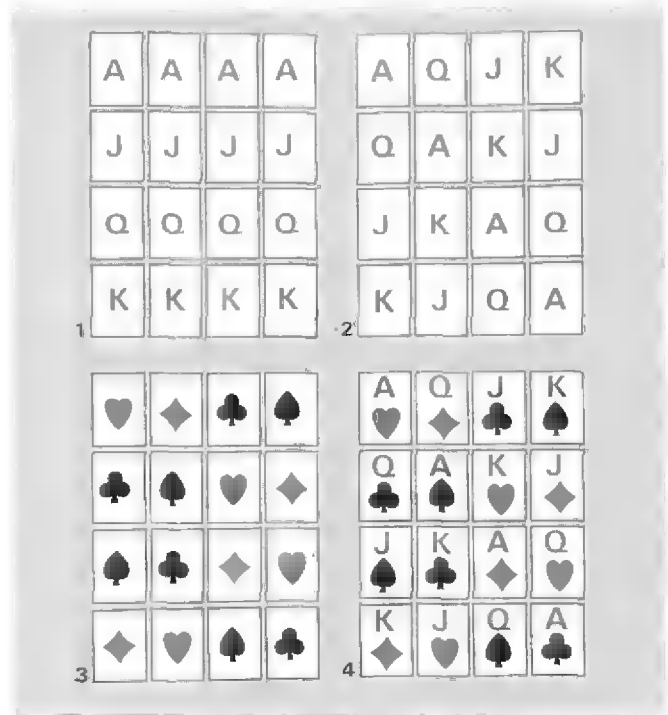 A A A A
J J J J
Q Q Q Q
K K K K
1
A Q J K
Q A K J
J K A Q
K J Q A
2
3
A Q J K
Q A K J
J K A Q
K J Q A
4